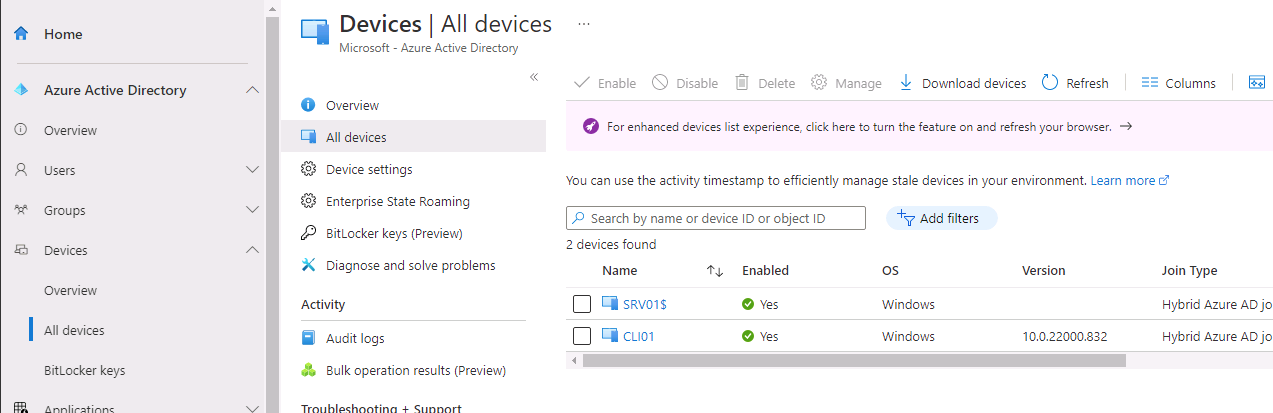 Home
Azure Active Directory
Overview
Users
Groups
Devices
Overview
All devices
BitLocker keys
Applications
Devices | All devices ...
Microsoft - Azure Active Directory
«
Overview
All devices
Device settings
Enterprise State Roaming
BitLocker keys (Preview)
Diagnose and solve problems
Activity
Audit logs
Bulk operation results (Preview)
Troubleshooting + Support
Enable Disable Delete Manage Download devices Refresh Columns
For enhanced devices list experience, click here to turn the feature on and refresh your browser. →
You can use the activity timestamp to efficiently manage stale devices in your environment. Learn more
Search by name or device ID or object ID Add filters
2 devices found
Name ↑↓ Enabled OS Version Join Type
SRV01$ Yes Windows Hybrid Azure AD jo
CLI01 Yes Windows 10.0.22000.832 Hybrid Azure AD jo